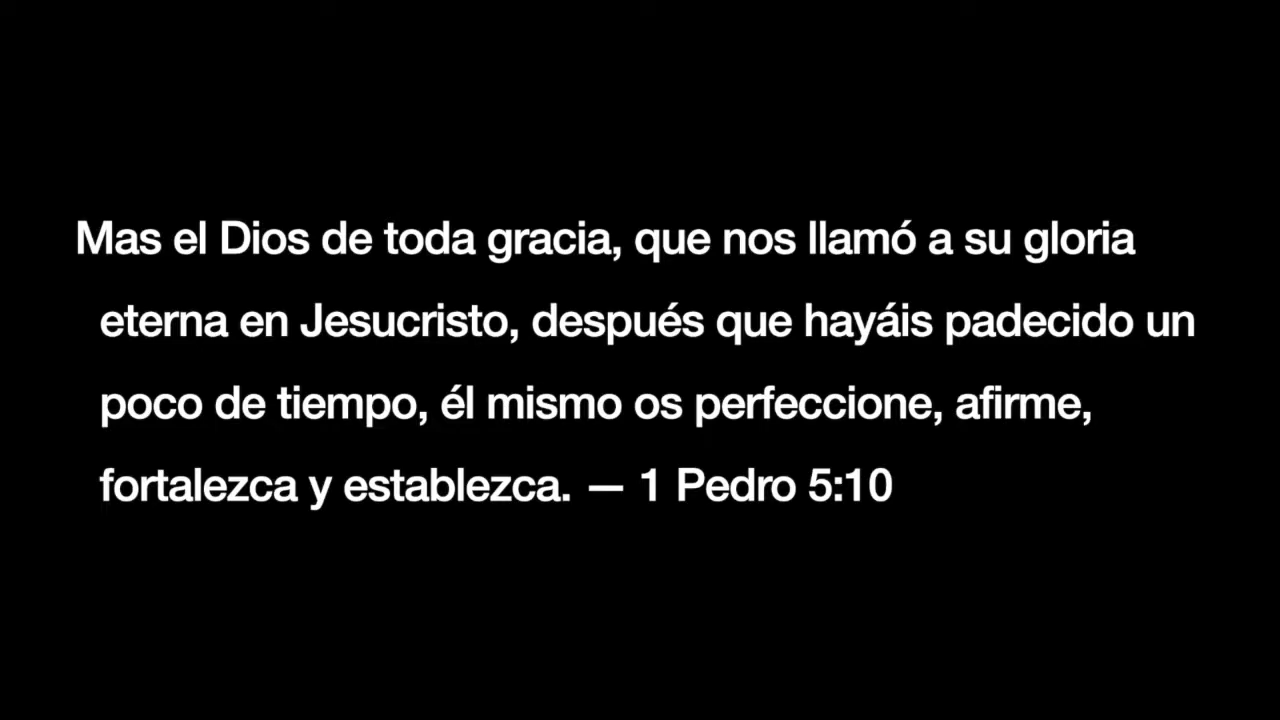 Mas el Dios de toda gracia, que nos llamó a su gloria
eterna en Jesucristo, después que hayáis padecido un
poco de tiempo, él mismo os perfeccione, afirme,
fortalezca y establezca. — 1 Pedro 5:10